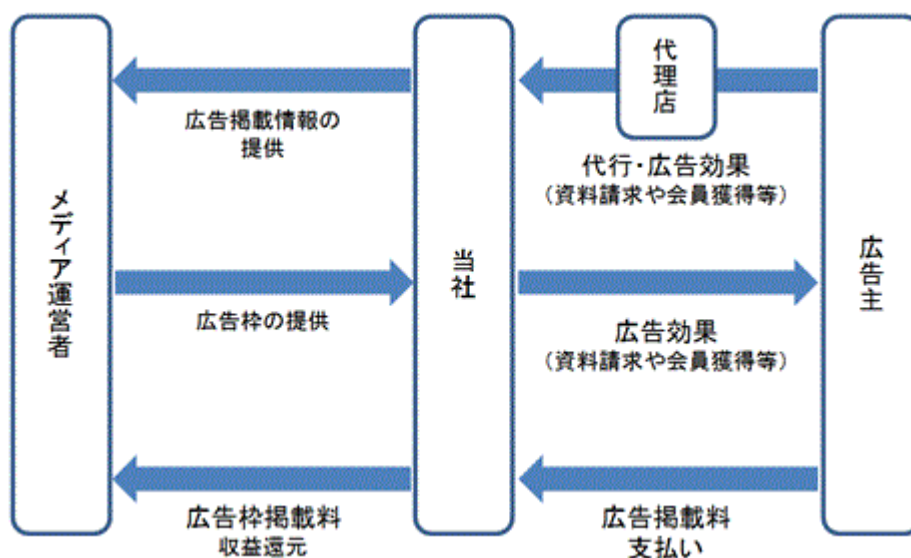 メディア運営者
当社
代理店
広告主
広告掲載情報の
提供
代行・広告効果
（資料請求や会員獲得等）
広告枠の提供
広告効果
（資料請求や会員獲得等）
広告枠掲載料
収益還元
広告掲載料
支払い